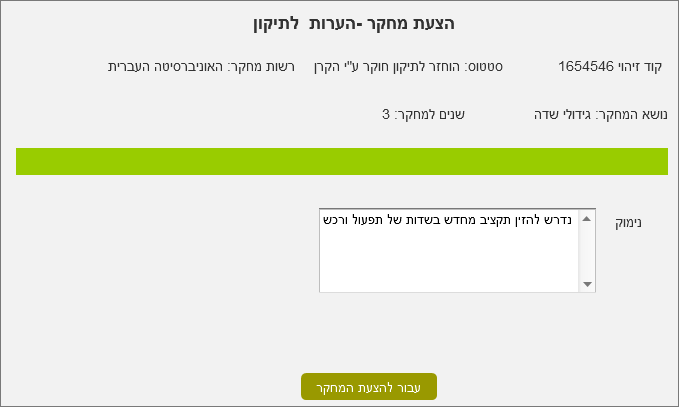 הצעת מחקר -הערות  לתיקון
קוד זיהוי 1654546 סטטוס: הוחזר לתיקון חוקר ע"י הקרן רשות מחקר: האוניברסיטה העברית
נושא המחקר: גידולי שדה שנים למחקר: 3
נימוק
נדרש להזין תקציב מחדש בשדות של תפעול ורכש
עבור להצעת המחקר